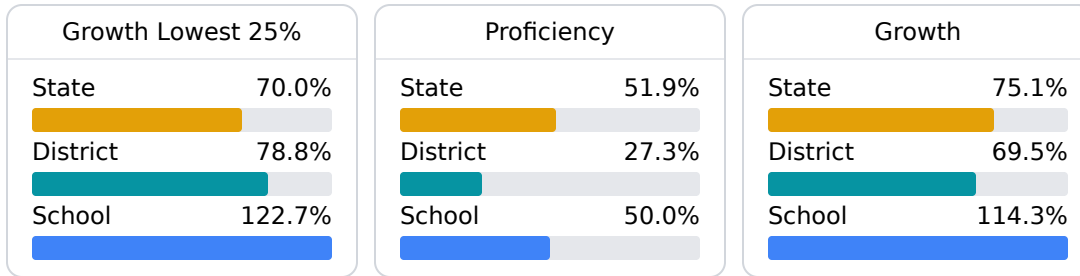 Growth Lowest 25%
State 70.0%
District 78.8%
School 122.7%
Proficiency
State 51.9%
District 27.3%
School 50.0%
Growth
State 75.1%
District 69.5%
School 114.3%